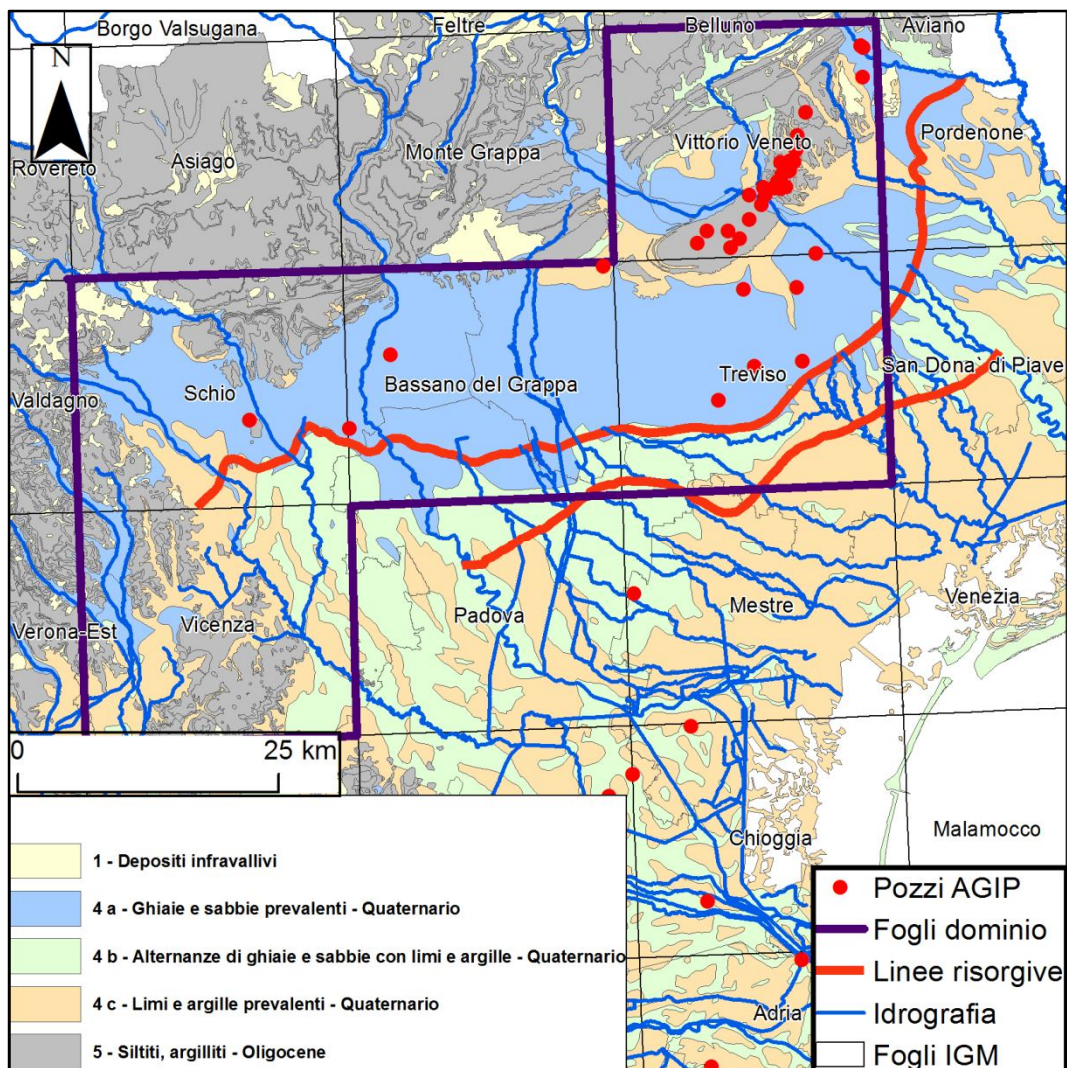 Borgo Valsugana
Feltre
Belluno
Aviano
N
Pordenone
Vittorio Veneto
Monte Grappa
Asiago
Rovereto
Schio
Bassano del Grappa
Treviso
San Dona` di Piave
Valdagno
Padova
Mestre
Venezia
Vicenza
Verona-Est
0 25 km
Chioggia
Malamocco
Adria
1 - Depositi infravallivi
4 a - Ghiaie e sabbie prevalenti - Quaternario
4 b - Alternanze di ghiaie e sabbie con limi e argille - Quaternario
4 c - Limi e argille prevalenti - Quaternario
5 - Siltiti, argilliti - Oligocene
Pozzi AGIP
Fogli dominio
Linee risorgive
Idrografia
Fogli IGM